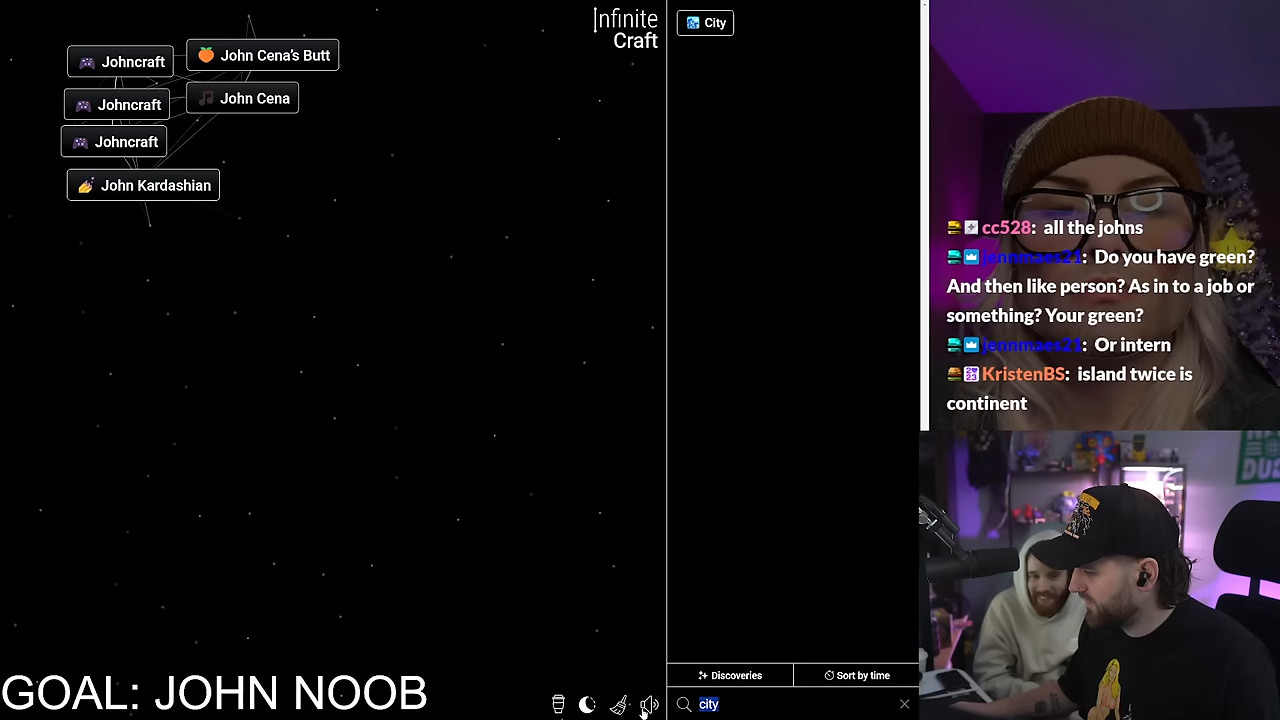 Infinite
Craft
City
Johncraft
John Cena's Butt
Johncraft
John Cena
Johncraft
John Kardashian
cc528: all the johns
jennmaes21: Do you have green?
And then like person? As in to a job or
something? Your green?
jennmaes21: Or intern
KristenBS: island twice is
continent
Discoveries
Sort by time
city
GOAL: JOHN NOOB